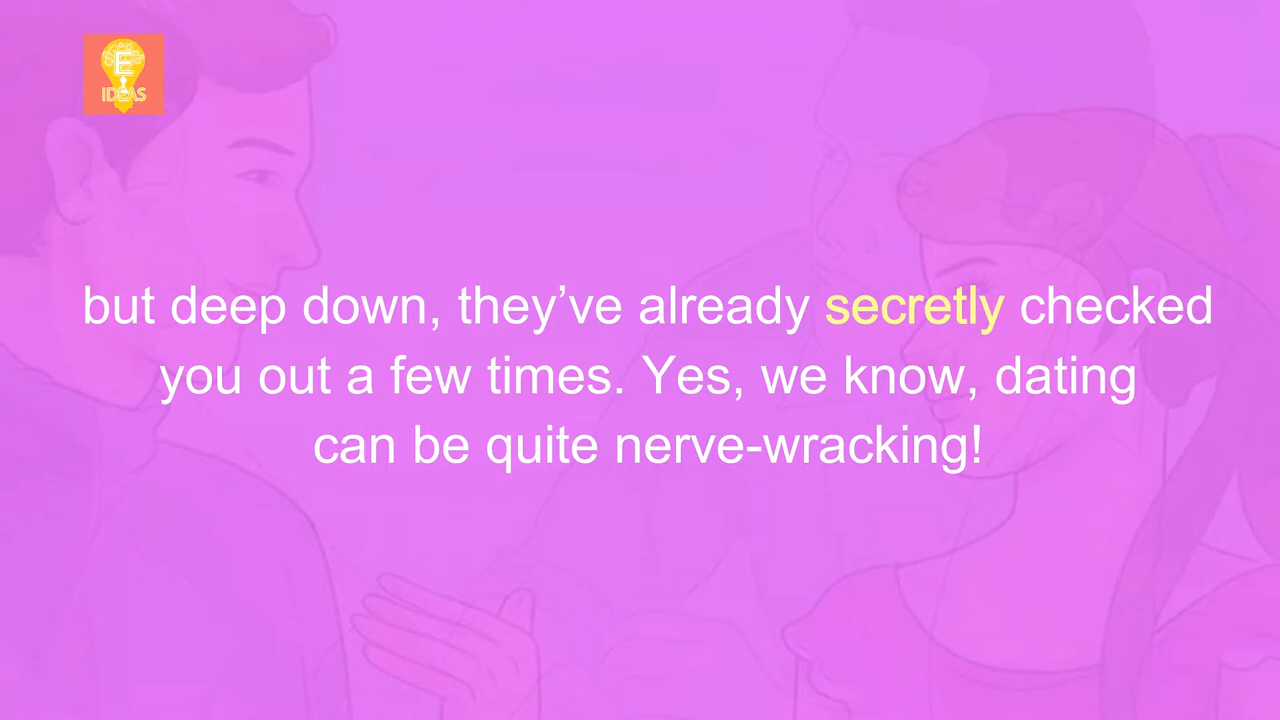 E
IDEAS
but deep down, they’ve already secretly checked
you out a few times. Yes, we know, dating
can be quite nerve-wracking!